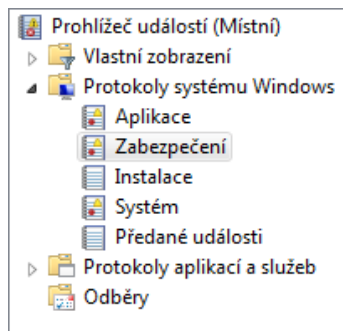 Prohlížeč událostí (Místní)
Vlastní zobrazení
Protokoly systému Windows
Aplikace
Zabezpečení
Instalace
Systém
Předané události
Protokoly aplikací a služeb
Odběry